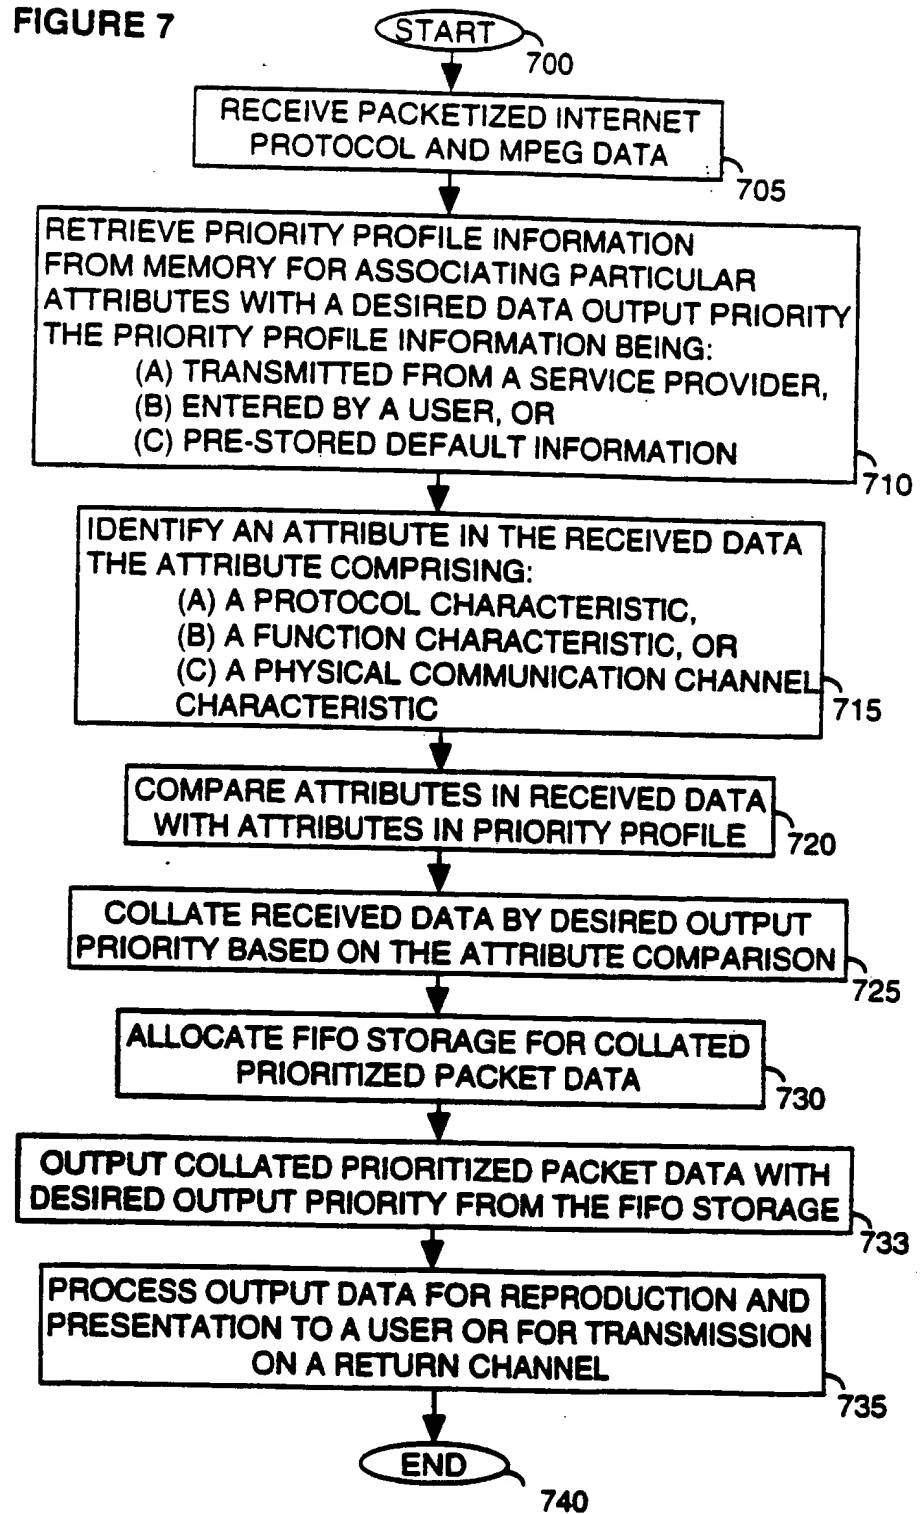 FIGURE 7
START
700
RECEIVE PACKETIZED INTERNET
PROTOCOL AND MPEG DATA
705
RETRIEVE PRIORITY PROFILE INFORMATION
FROM MEMORY FOR ASSOCIATING PARTICULAR
ATTRIBUTES WITH A DESIRED DATA OUTPUT PRIORITY
THE PRIORITY PROFILE INFORMATION BEING:
(A) TRANSMITTED FROM A SERVICE PROVIDER,
(B) ENTERED BY A USER, OR
(C) PRE-STORED DEFAULT INFORMATION
710
IDENTIFY AN ATTRIBUTE IN THE RECEIVED DATA
THE ATTRIBUTE COMPRISING:
(A) A PROTOCOL CHARACTERISTIC,
(B) A FUNCTION CHARACTERISTIC, OR
(C) A PHYSICAL COMMUNICATION CHANNEL
CHARACTERISTIC
715
COMPARE ATTRIBUTES IN RECEIVED DATA
WITH ATTRIBUTES IN PRIORITY PROFILE
720
COLLATE RECEIVED DATA BY DESIRED OUTPUT
PRIORITY BASED ON THE ATTRIBUTE COMPARISON
725
ALLOCATE FIFO STORAGE FOR COLLATED
PRIORITIZED PACKET DATA
730
OUTPUT COLLATED PRIORITIZED PACKET DATA WITH
DESIRED OUTPUT PRIORITY FROM THE FIFO STORAGE
733
PROCESS OUTPUT DATA FOR REPRODUCTION AND
PRESENTATION TO A USER OR FOR TRANSMISSION
ON A RETURN CHANNEL
735
END
740